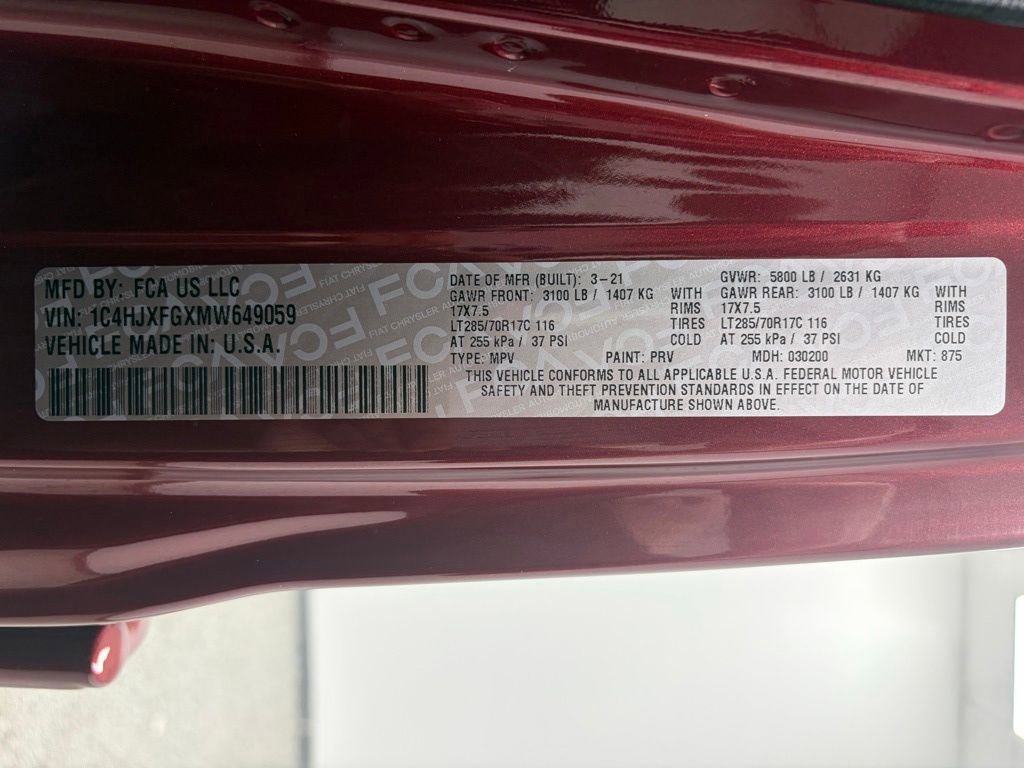 MFD BY: FCA US LLC
VIN: 1C4HJXFGXMW649059
VEHICLE MADE IN: U.S.A.
DATE OF MFR (BUILT): 3-21 GVWR: 5800 LB / 2631 KG
GAWR FRONT: 3100 LB / 1407 KG WITH GAWR REAR: 3100 LB / 1407 KG WITH
17X7.5 RIMS 17X7.5 RIMS
LT285/70R17C 116 TIRES LT285/70R17C 116 TIRES
AT 255 kPa / 37 PSI COLD AT 255 kPa / 37 PSI COLD
TYPE: MPV PAINT: PRV MDH: 030200 MKT: 875
THIS VEHICLE CONFORMS TO ALL APPLICABLE U.S.A. FEDERAL MOTOR VEHICLE
SAFETY AND THEFT PREVENTION STANDARDS IN EFFECT ON THE DATE OF
MANUFACTURE SHOWN ABOVE.